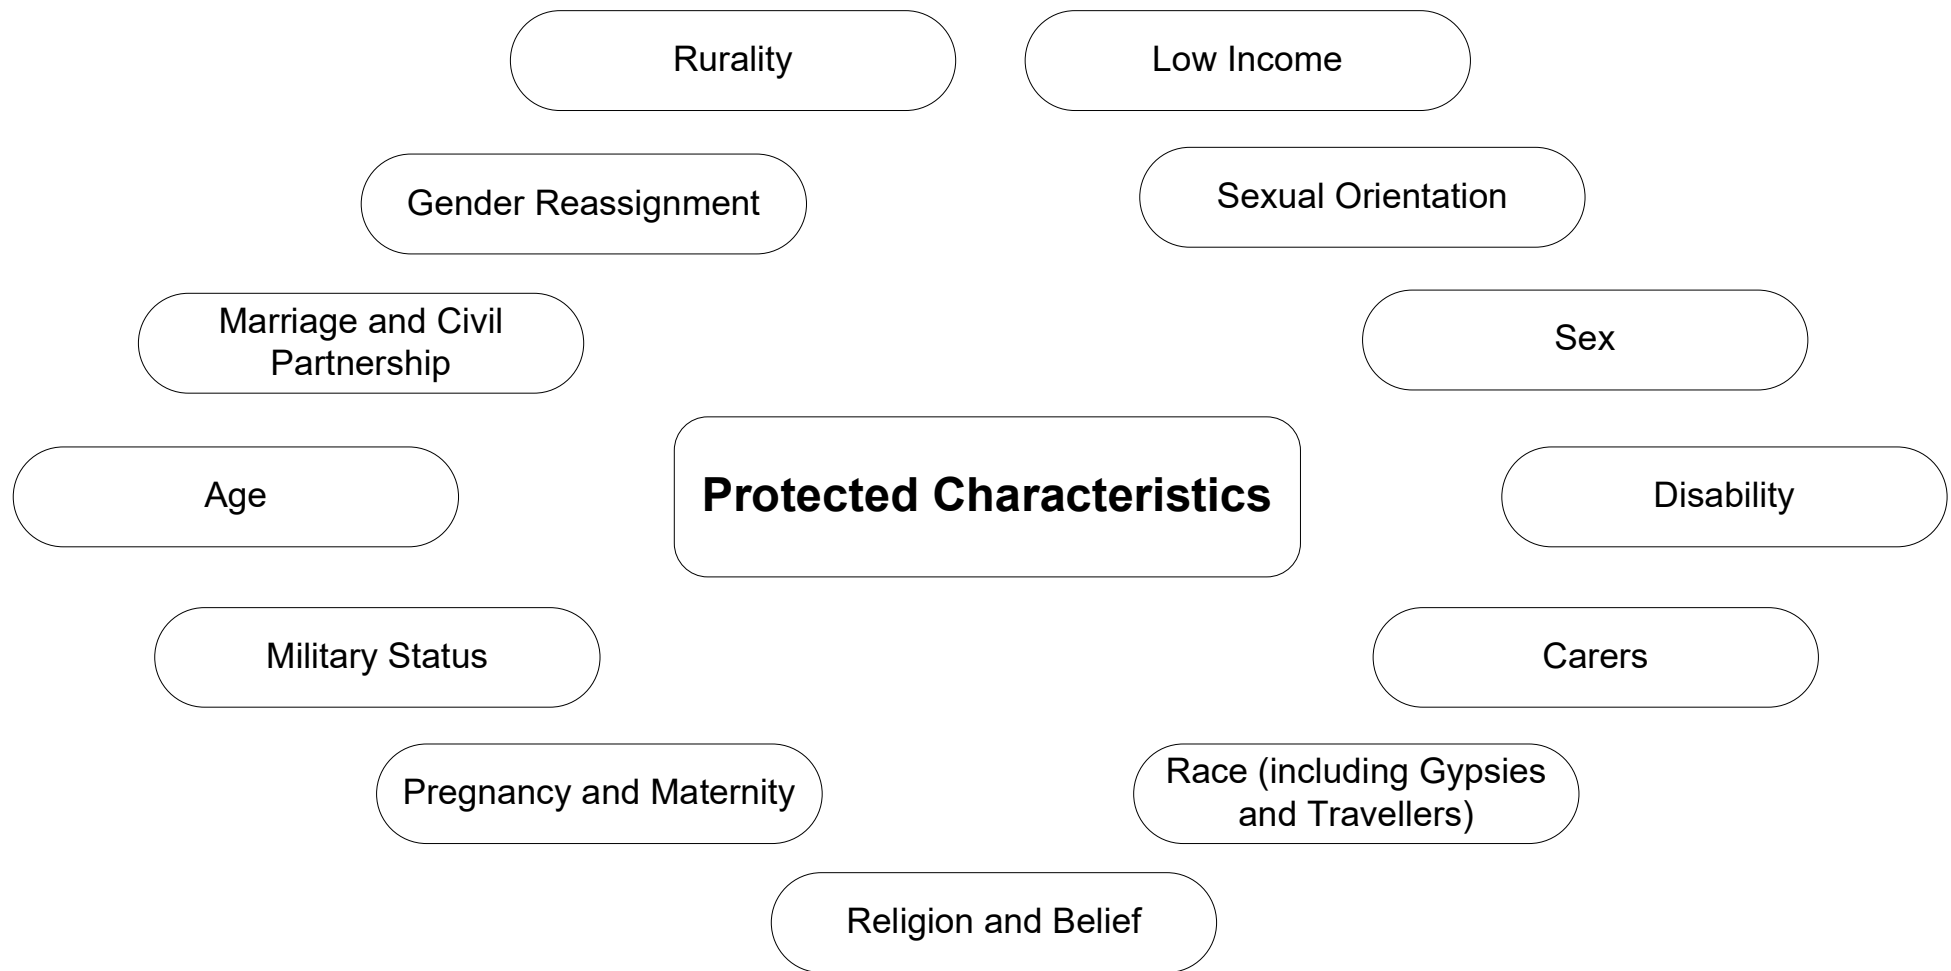 Rurality
Low Income
Gender Reassignment
Sexual Orientation
Marriage and Civil
Partnership
Sex
Age
Protected Characteristics
Disability
Military Status
Carers
Pregnancy and Maternity
Race (including Gypsies
and Travellers)
Religion and Belief